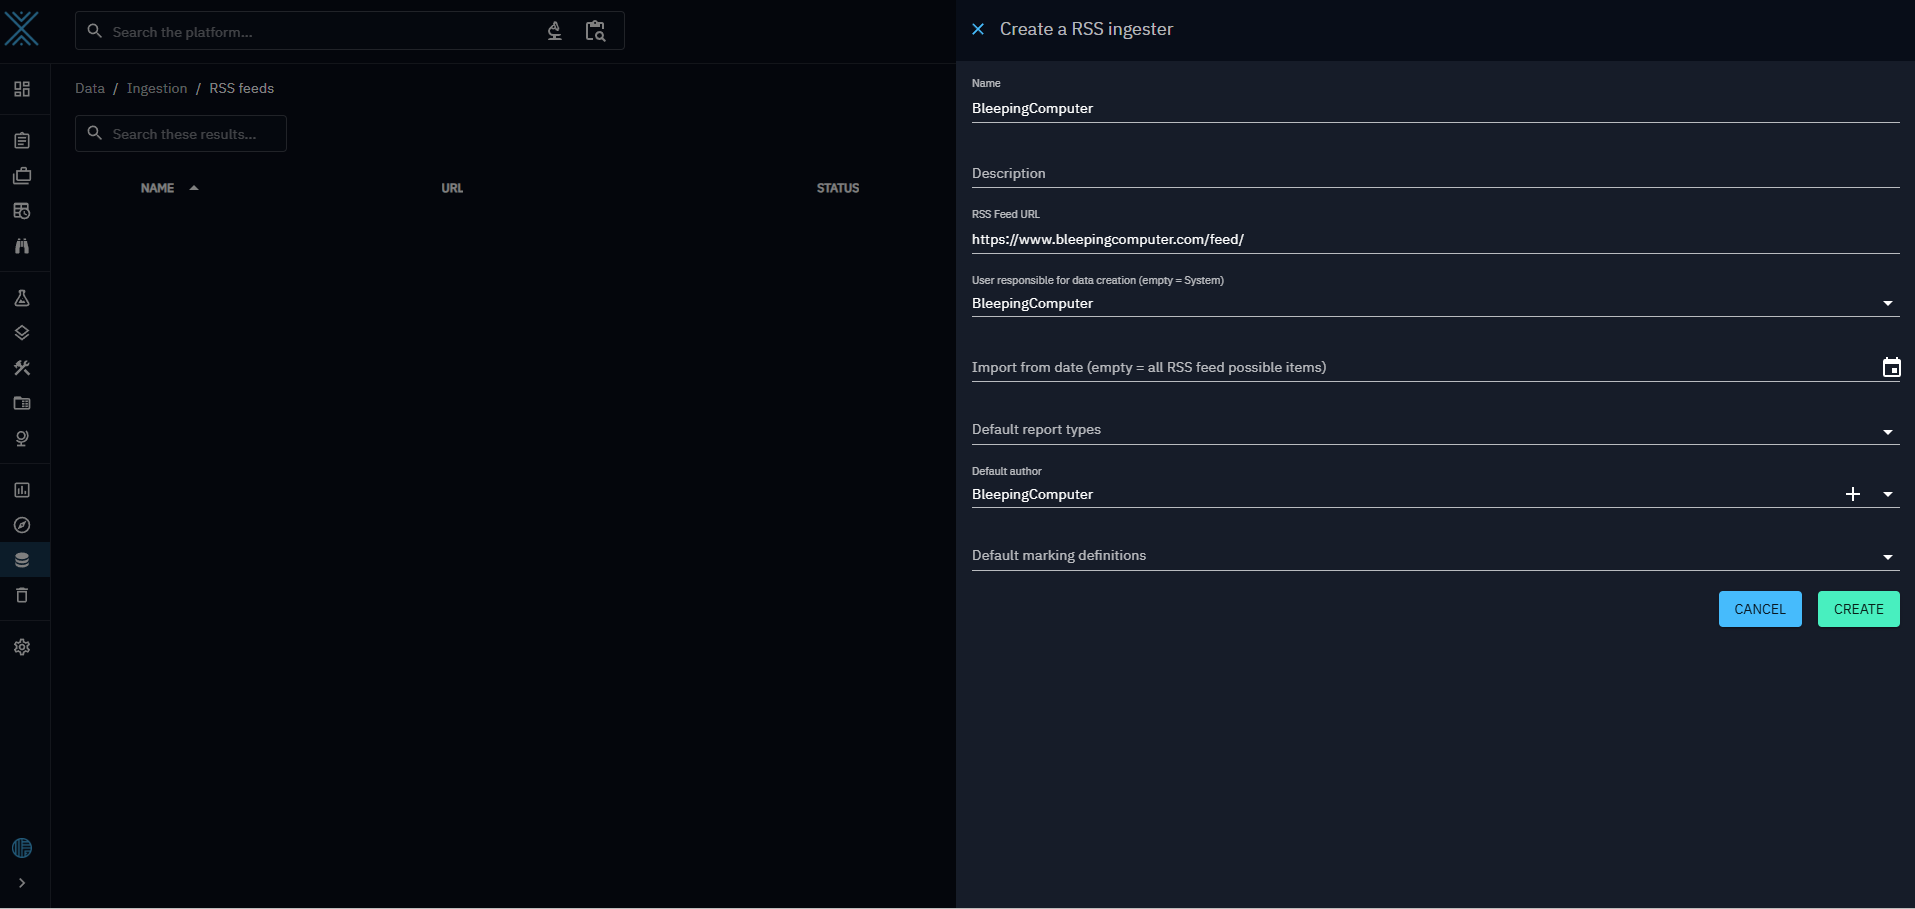 Search the platform...
Data / Ingestion / RSS feeds
Search these results...
NAME URL STATUS
Create a RSS ingester
Name
BleepingComputer
Description
RSS Feed URL
https://www.bleepingcomputer.com/feed/
User responsible for data creation (empty = System)
BleepingComputer
Import from date (empty = all RSS feed possible items)
Default report types
Default author
BleepingComputer
Default marking definitions
CANCEL CREATE